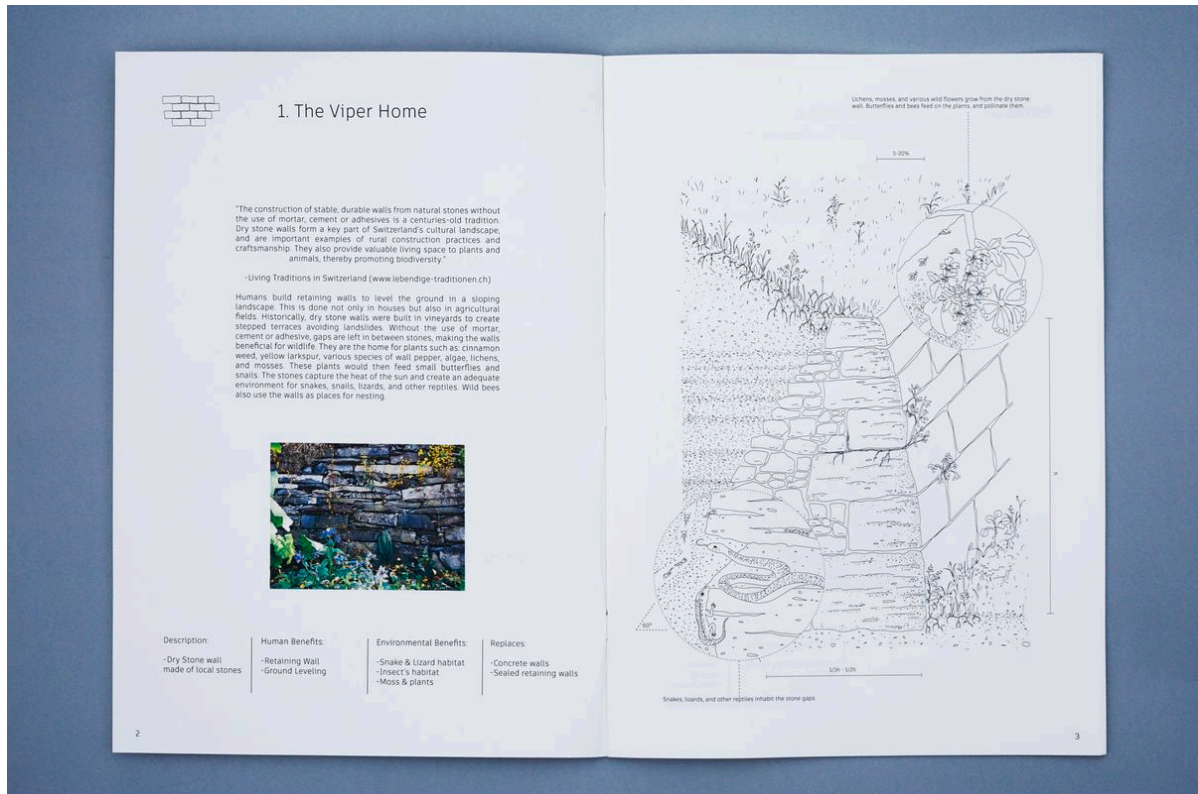 1. The Viper Home
"The construction of stable, durable walls from natural stones without
the use of mortar, cement or adhesives is a centuries-old tradition.
Dry stone walls form a key part of Switzerland's cultural landscape,
and are important examples of rural construction practices and
craftsmanship. They also provide valuable living space to plants and
animals, thereby promoting biodiversity."
-Living Traditions in Switzerland (www.lebendige-traditionen.ch)
Humans build retaining walls to level the ground in a sloping
landscape. This is done not only in houses but also in agricultural
fields. Historically, dry stone walls were built in vineyards to create
stepped terraces avoiding landslides. Without the use of mortar,
cement or adhesive, gaps are left in between stones, making the walls
beneficial for wildlife. They are the home for plants such as: cinnamon
weed, yellow larkspur, various species of wall pepper, algae, lichens,
and mosses. These plants would then feed small butterflies and
snails. The stones capture the heat of the sun and create an adequate
environment for snakes, snails, lizards, and other reptiles. Wild bees
also use the walls as places for nesting.
Description:
-Dry Stone wall
made of local stones
Human Benefits:
-Retaining Wall
-Ground Leveling
Environmental Benefits:
-Snake & Lizard habitat
-Insect's habitat
-Moss & plants
Replaces:
-Concrete walls
-Sealed retaining walls
2
Lichens, mosses, and various wild flowers grow from the dry stone
wall. Butterflies and bees feed on the plants, and pollinate them.
60°
Snakes, lizards, and other reptiles inhabit the stone gaps
3